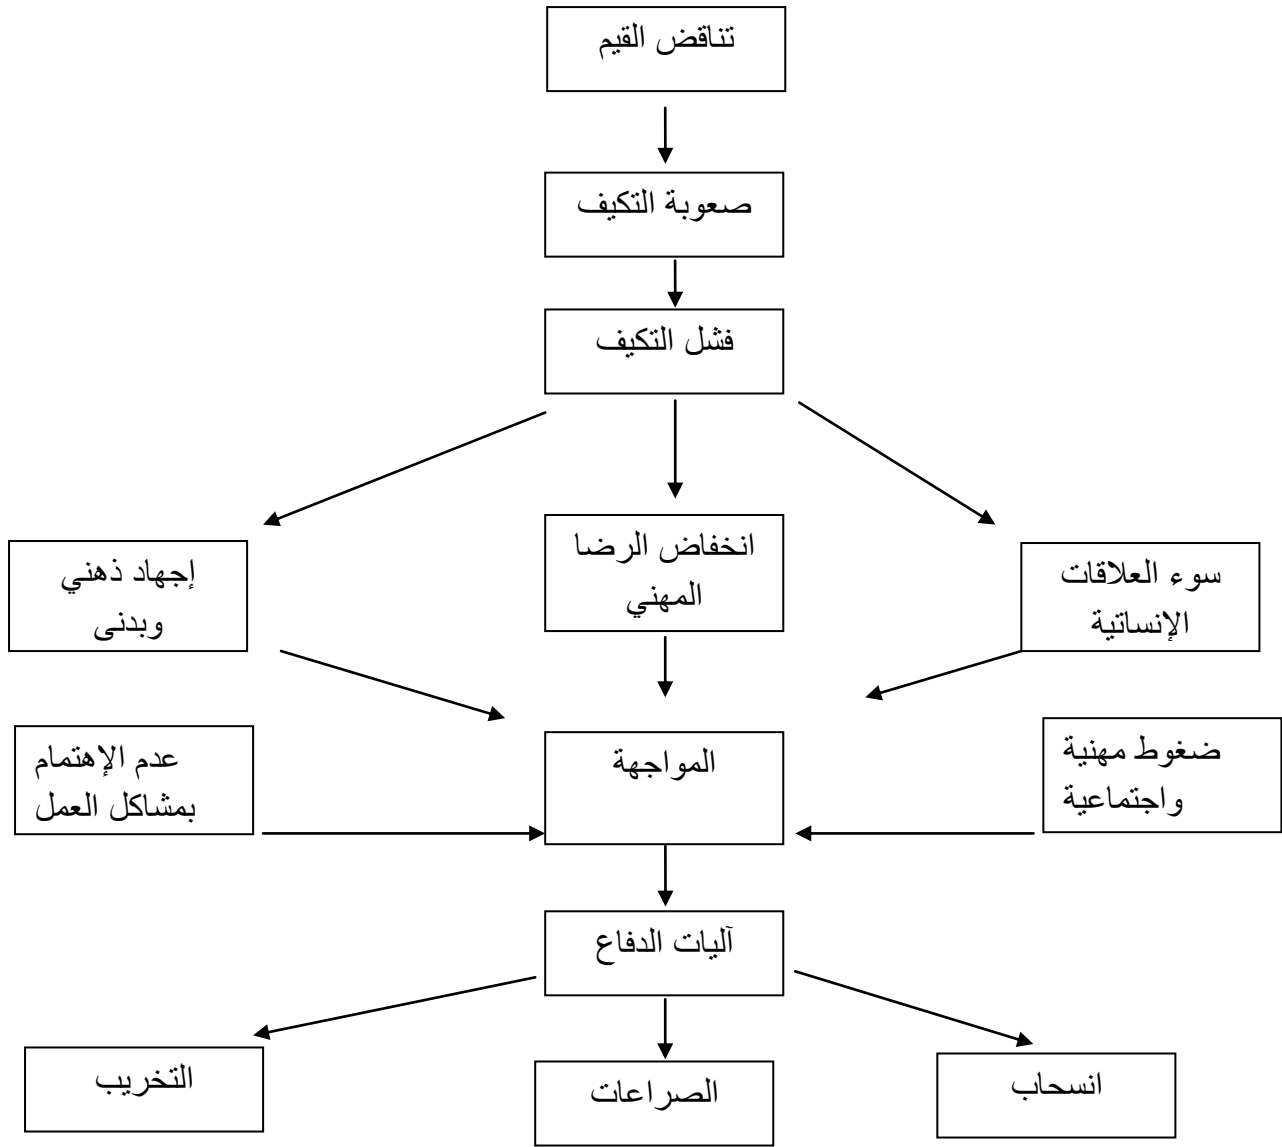 تناقض القيم
صعوبة التكيف
فشل التكيف
سوء العلاقات
الإنساتية
انخفاض الرضا
المهني
إجهاد ذهني
وبدنى
ضغوط مهنية
واجتماعية
المواجهة
عدم الإهتمام
بمشاكل العمل
آليات الدفاع
انسحاب
الصراعات
التخريب